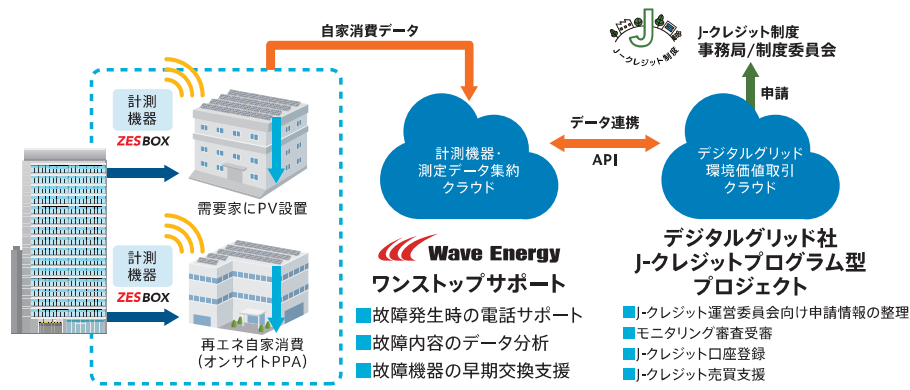 自家消費データ
J-クレジット制度
J-クレジット制度
事務局/制度委員会
申請
計測
機器
ZESBOX
需要家にPV設置
計測
機器
ZESBOX
再エネ自家消費
(オンサイトPPA)
計測機器・
測定データ集約
クラウド
データ連携
API
デジタルグリッド
環境価値取引
クラウド
Wave Energy
ワンストップサポート
故障発生時の電話サポート
故障内容のデータ分析
故障機器の早期交換支援
デジタルグリッド社
J-クレジットプログラム型
プロジェクト
J-クレジット運営委員会向け申請情報の整理
モニタリング審査受審
J-クレジット口座登録
J-クレジット売買支援